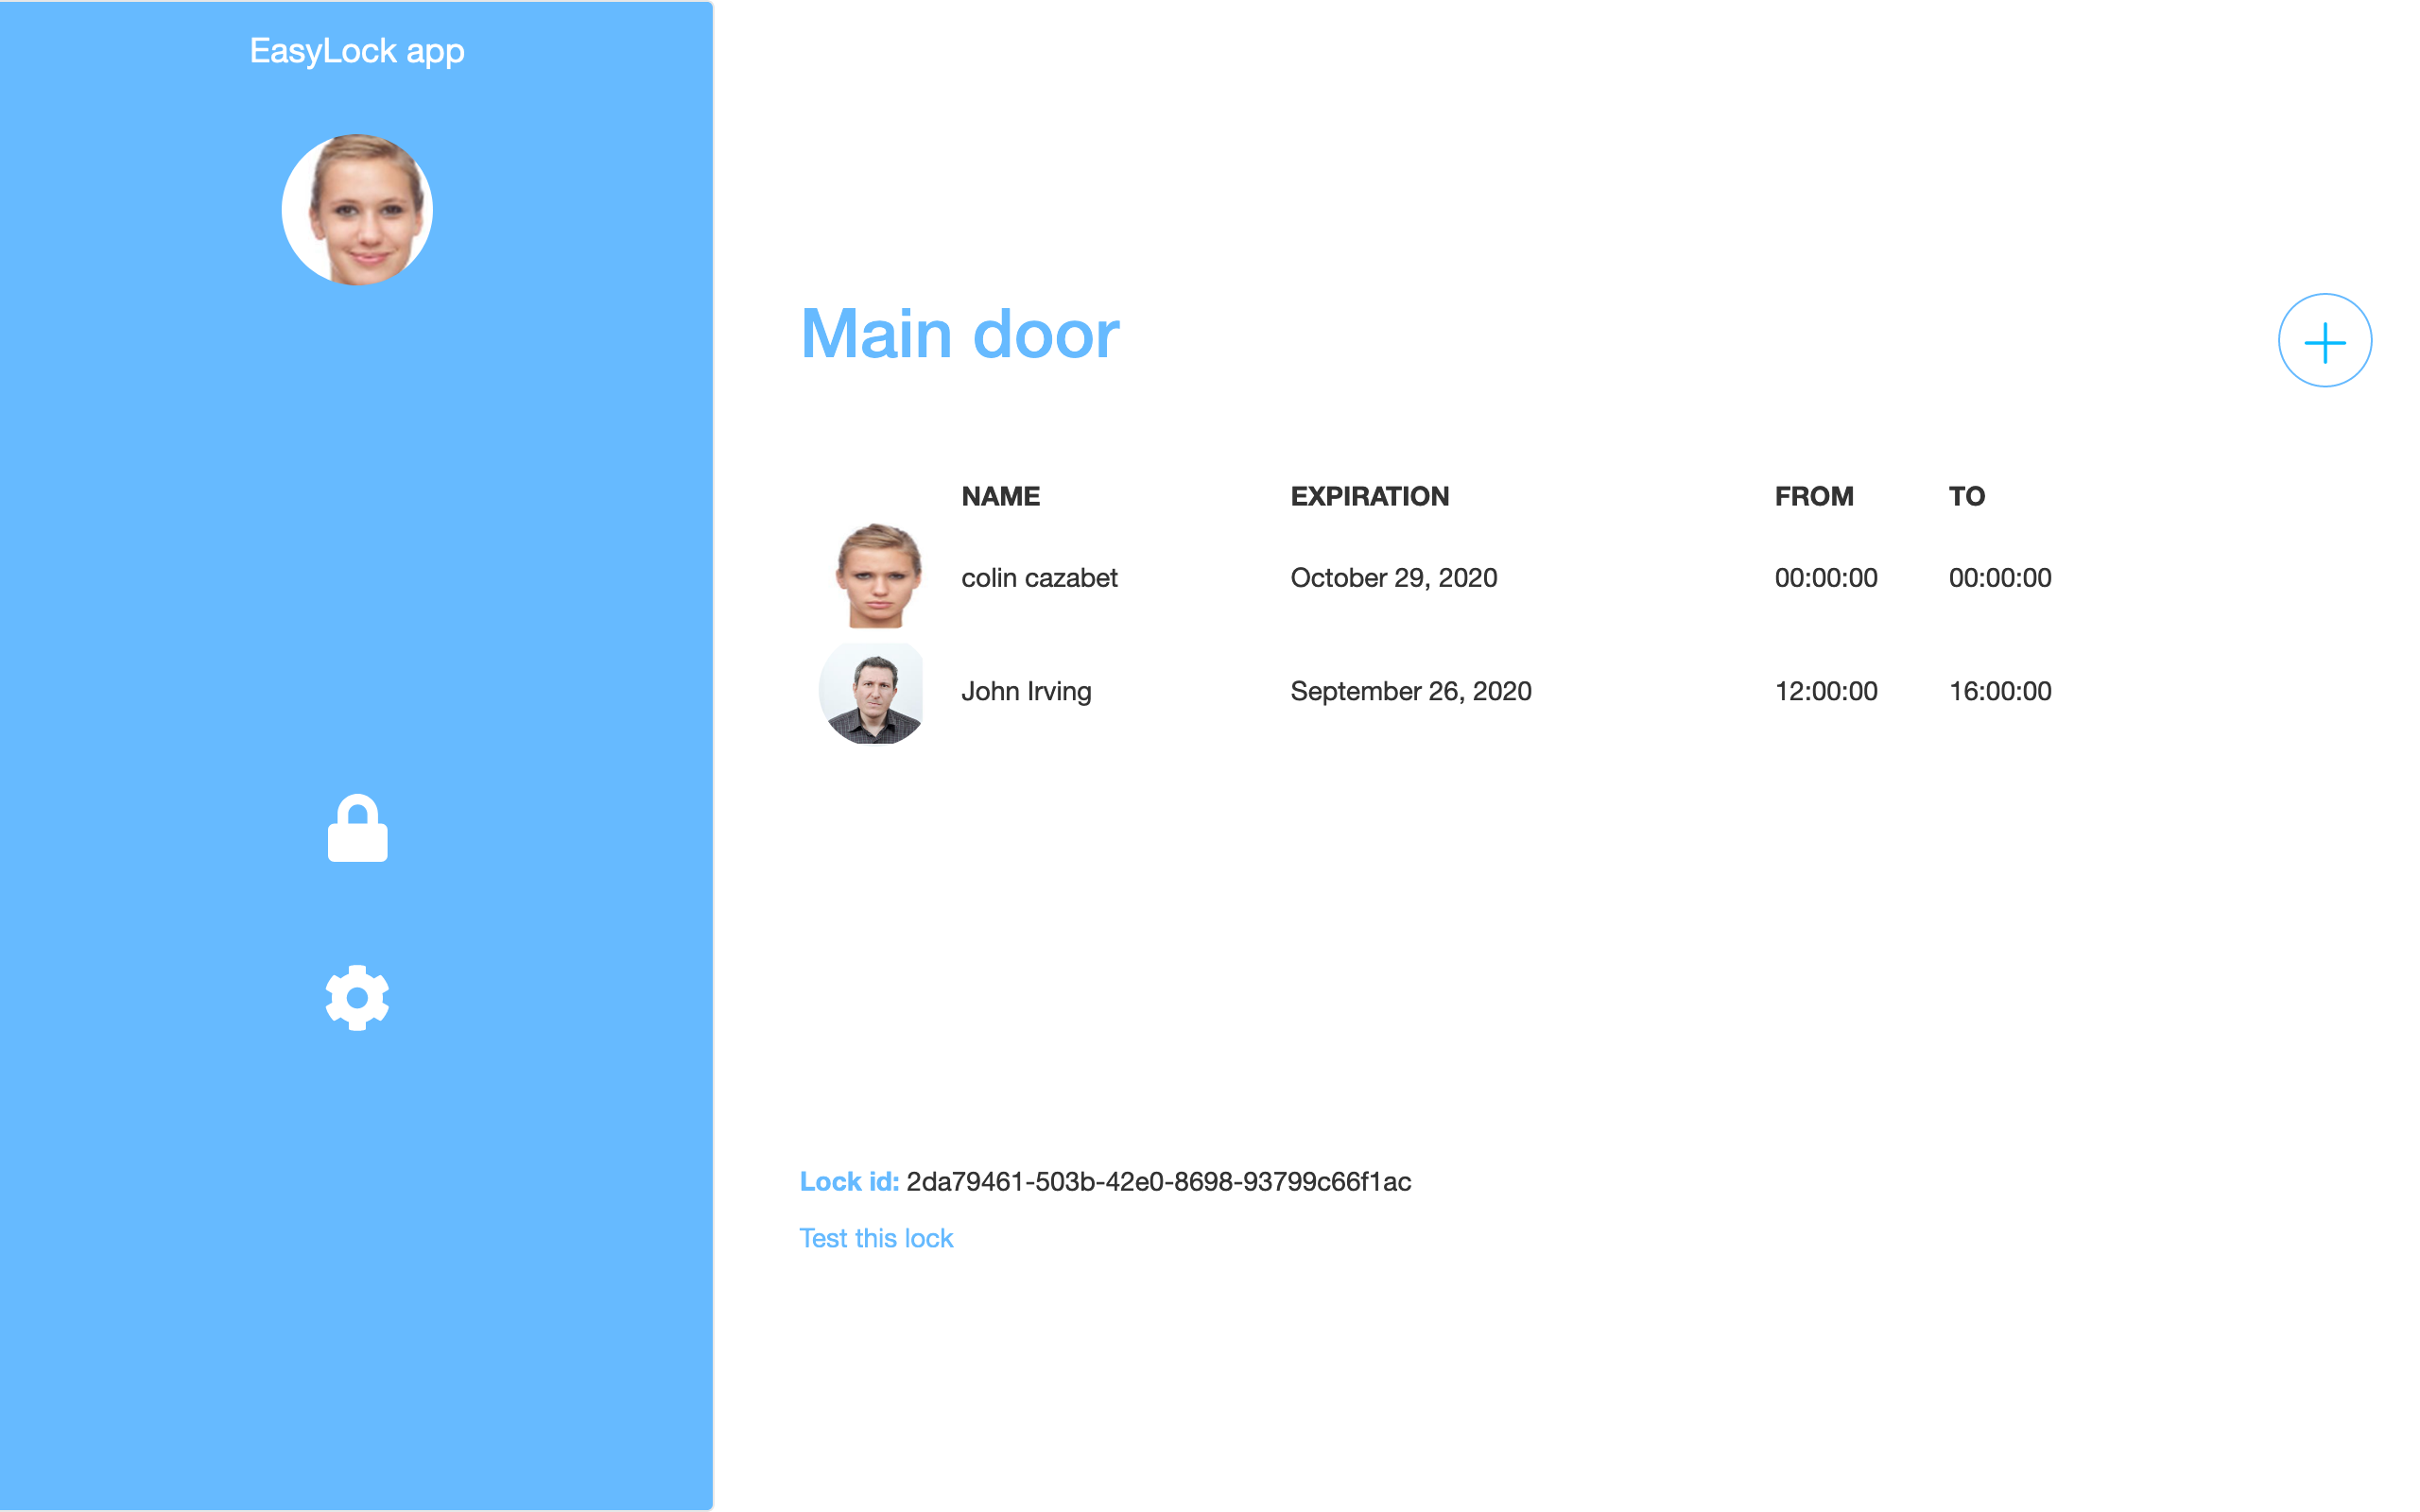 EasyLock app
Main door
NAME EXPIRATION FROM TO
colin cazabet October 29, 2020 00:00:00 00:00:00
John Irving September 26, 2020 12:00:00 16:00:00
Lock id: 2da79461-503b-42e0-8698-93799c66f1ac
Test this lock